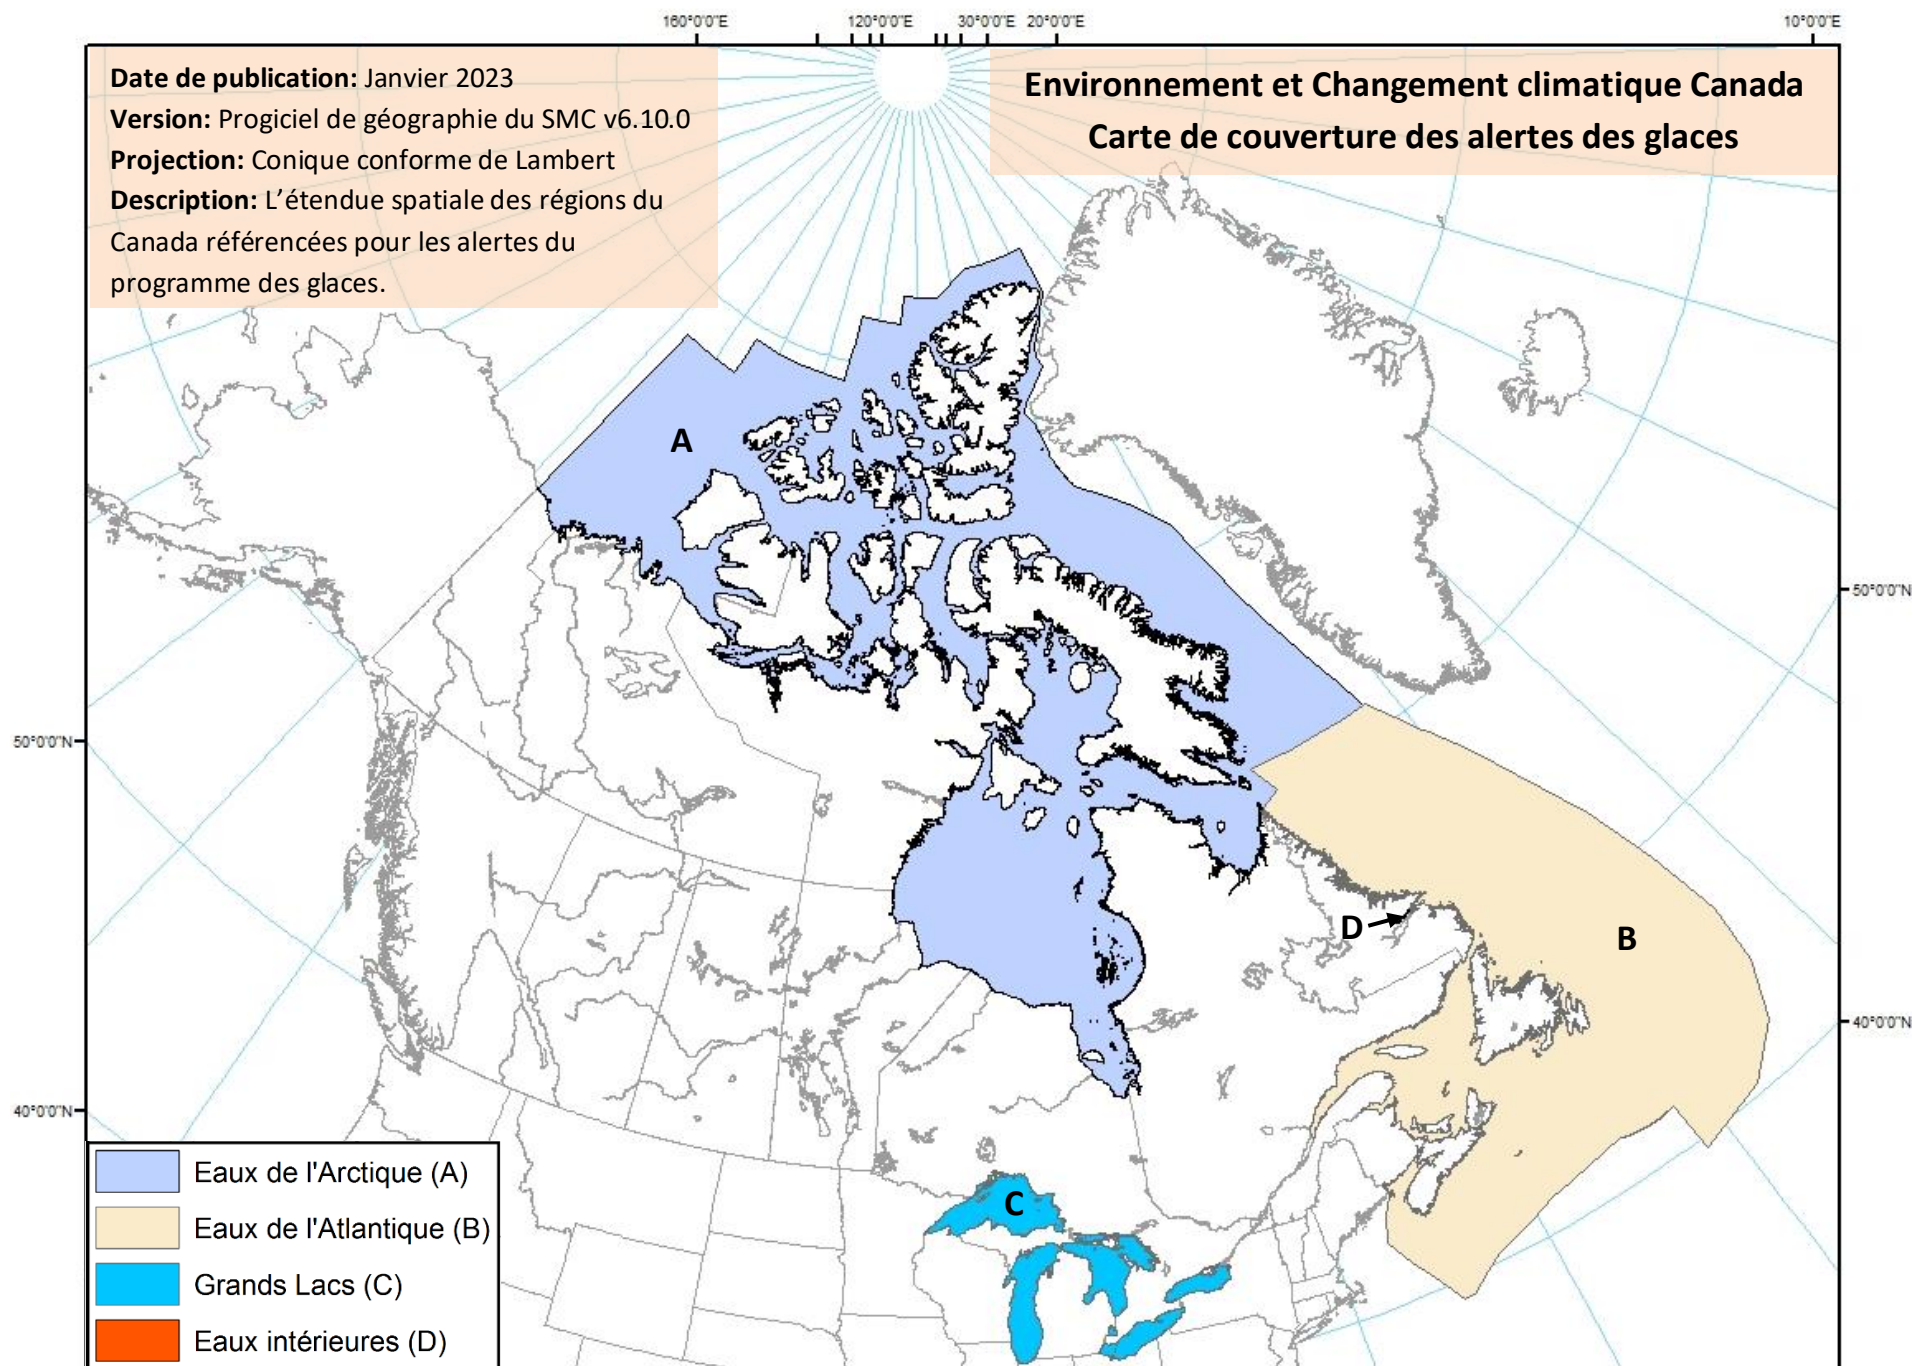 160°0'0"E 120°0'0"E 30°0'0"E 20°0'0"E 10°0'0"E
Date de publication: Janvier 2023
Version: Progiciel de géographie du SMC v6.10.0
Projection: Conique conforme de Lambert
Description: L'étendue spatiale des régions du
Canada référencées pour les alertes du
programme des glaces.
Environnement et Changement climatique Canada
Carte de couverture des alertes des glaces
A
50°0'0"N
50°0'0"N
D
B
40°0'0"N
40°0'0"N
C
Eaux de l'Arctique (A)
Eaux de l'Atlantique (B)
Grands Lacs (C)
Eaux intérieures (D)